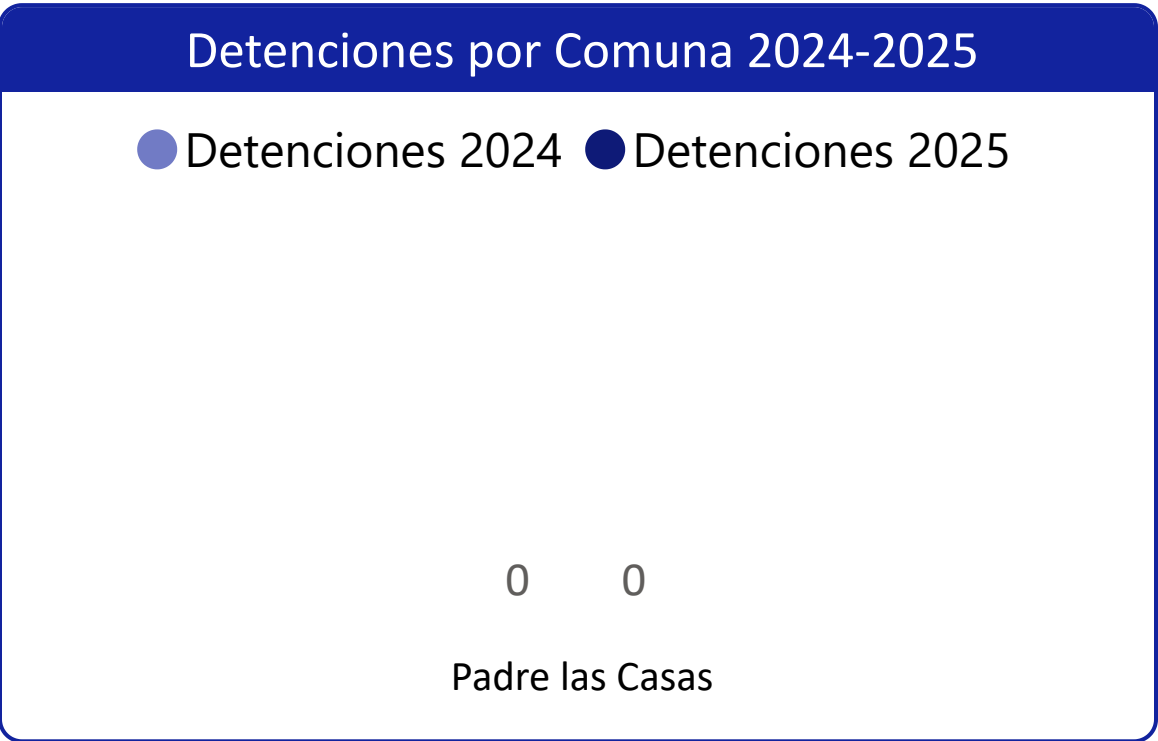 Detenciones por Comuna 2024-2025
Detenciones 2024 Detenciones 2025
0 0
Padre las Casas